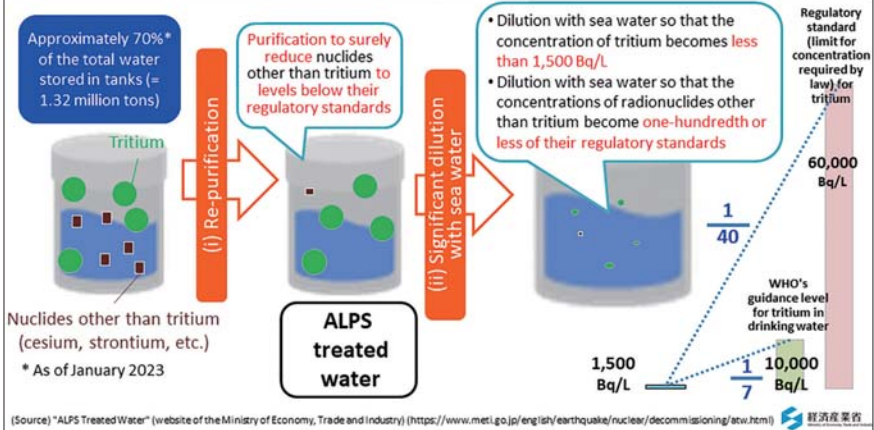 Approximately 70%*
of the total water
stored in tanks (=
1.32 million tons)
Tritium
Nuclides other than tritium
(cesium, strontium, etc.)
* As of January 2023
(i) Re-purification
Purification to surely
reduce nuclides
other than tritium to
levels below their
regulatory standards
ALPS
treated
water
(ii) Significant dilution
with sea water
• Dilution with sea water so that the
concentration of tritium becomes less
than 1,500 Bq/L
• Dilution with sea water so that the
concentrations of radionuclides other
than tritium become one-hundredth or
less of their regulatory standards
Regulatory
standard
(limit for
concentration
required by
law) for
tritium
60,000
Bq/L
1
40
WHO's
guidance level
for tritium in
drinking water
1,500
Bq/L
1
7
10,000
Bq/L
(Source) "ALPS Treated Water" (website of the Ministry of Economy, Trade and Industry) (https://www.meti.go.jp/english/earthquake/nuclear/decommissioning/atw.html)
経済産業省
Ministry of Economy, Trade and Industry